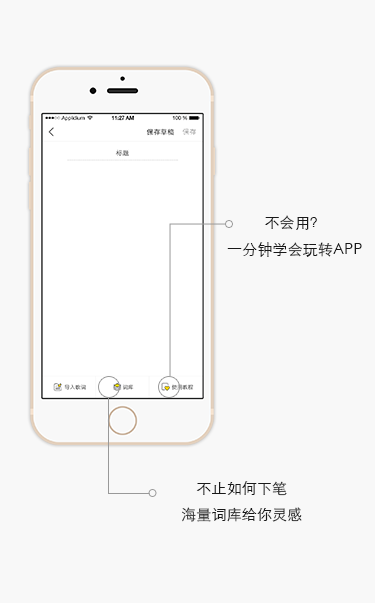 Applidium 11:27 AM 100 %
保存草稿 保存
标题
不会用?
一分钟学会玩转APP
导入歌词 词库 使用教程
不止如何下笔
海量词库给你灵感